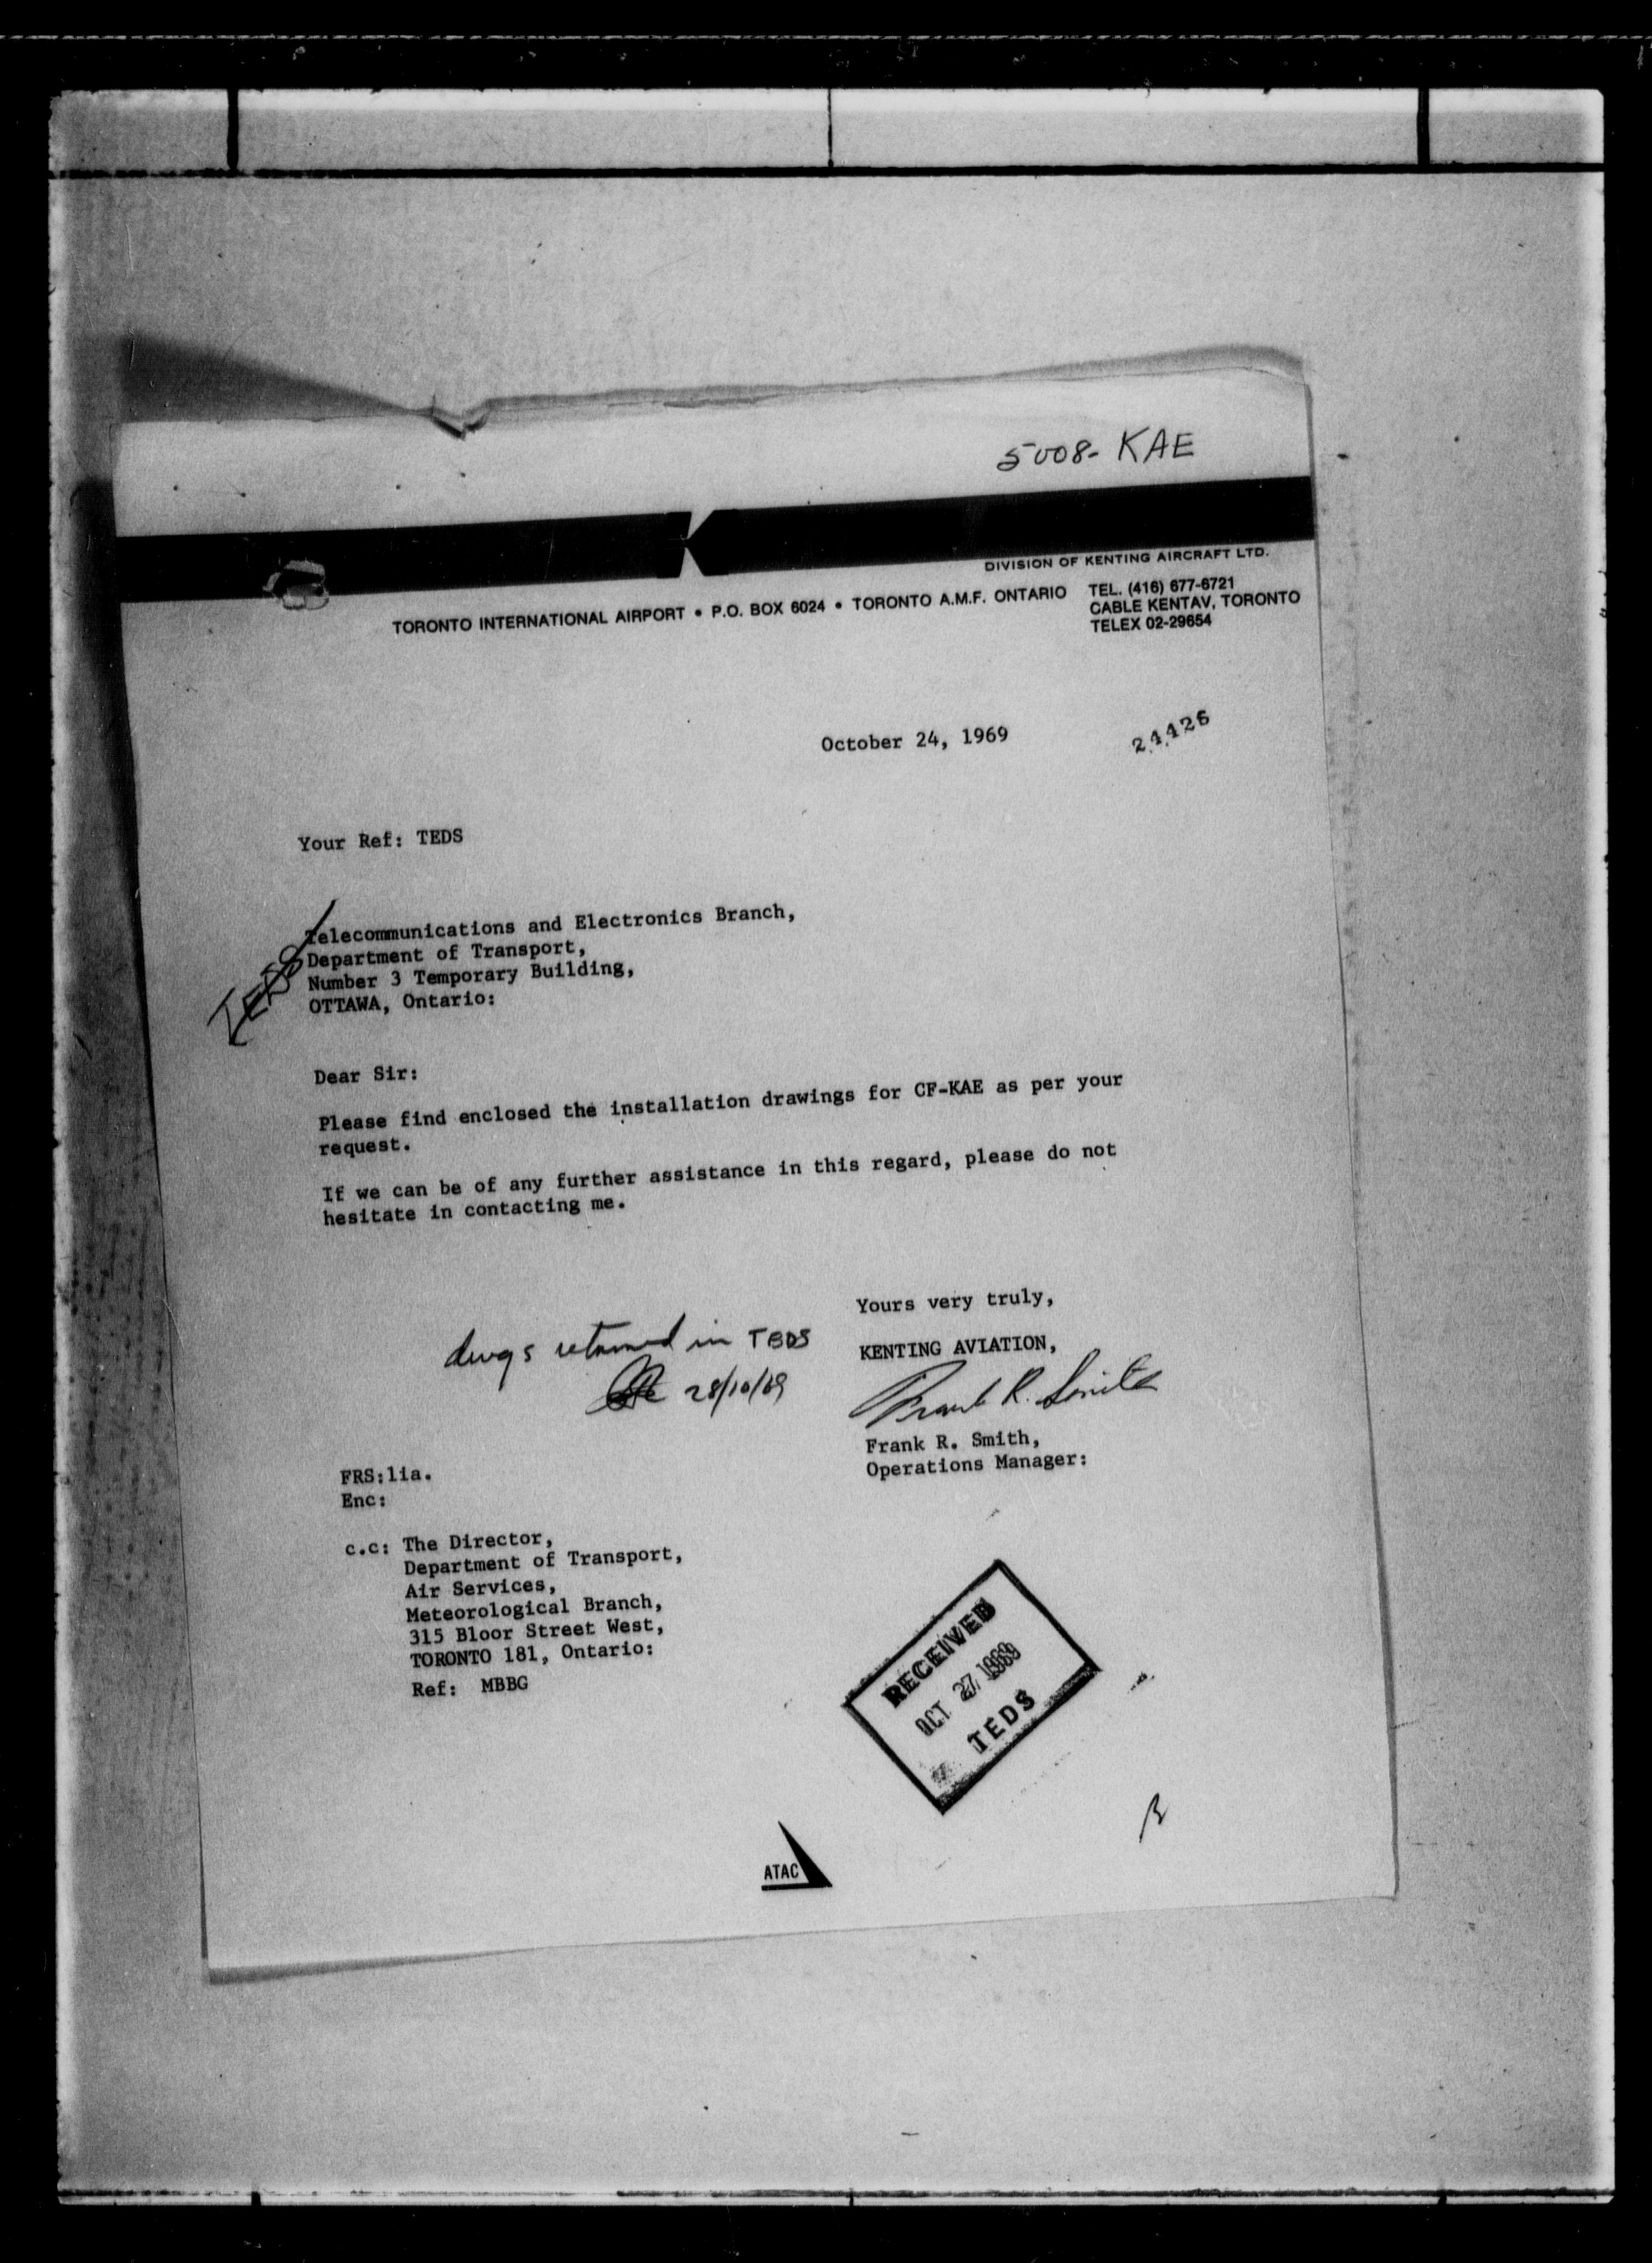 5008-KAE
DIVISION OF KENTING AIRCRAFT LTD.
TORONTO INTERNATIONAL AIRPORT • P.O. BOX 6024 • TORONTO A.M.F. ONTARIO
TEL. (416) 677-6721
CABLE KENTAV, TORONTO
TELEX 02-29654
October 24, 1969
24426
Your Ref: TEDS
TEDS
Telecommunications and Electronics Branch,
Department of Transport,
Number 3 Temporary Building,
OTTAWA, Ontario:
Dear Sir:
Please find enclosed the installation drawings for CF-KAE as per your
request.
If we can be of any further assistance in this regard, please do not
hesitate in contacting me.
Yours very truly,
KENTING AVIATION,
dwgs retained in TEDS
28/10/69
Frank R. Smith
Frank R. Smith,
Operations Manager:
FRS:lia.
Enc:
c.c: The Director,
Department of Transport,
Air Services,
Meteorological Branch,
315 Bloor Street West,
TORONTO 181, Ontario:
Ref: MBBG
RECEIVED
OCT 27 1969
TEDS
ATAC